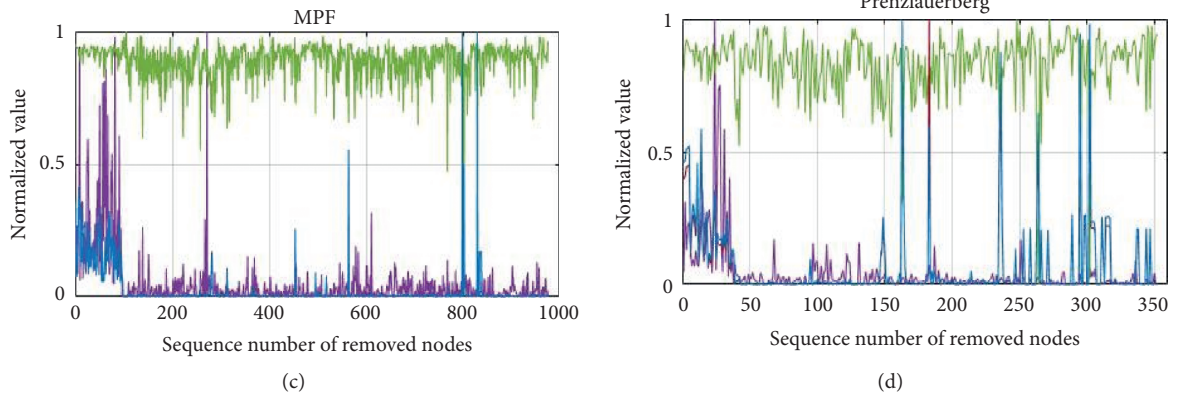 MPF
Normalized value
1
0.5
0
0 200 400 600 800 1000
Sequence number of removed nodes
(c)
Prenzlauerberg
Normalized value
1
0.5
0
0 50 100 150 200 250 300 350
Sequence number of removed nodes
(d)